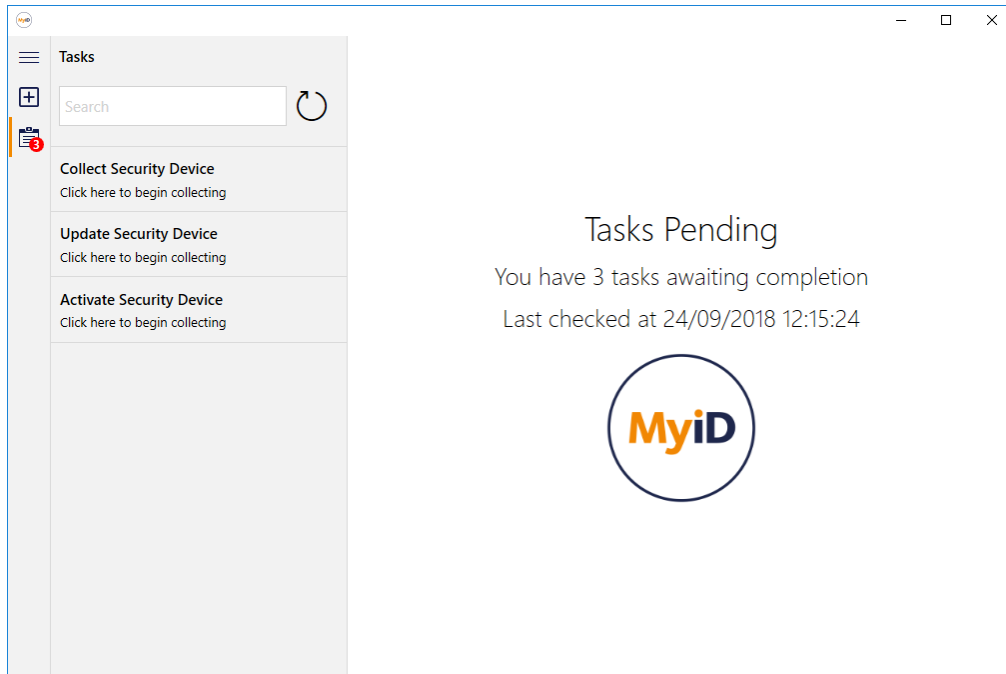 MyiD
Tasks
Search
3
Collect Security Device
Click here to begin collecting
Update Security Device
Click here to begin collecting
Activate Security Device
Click here to begin collecting
Tasks Pending
You have 3 tasks awaiting completion
Last checked at 24/09/2018 12:15:24
MyiD